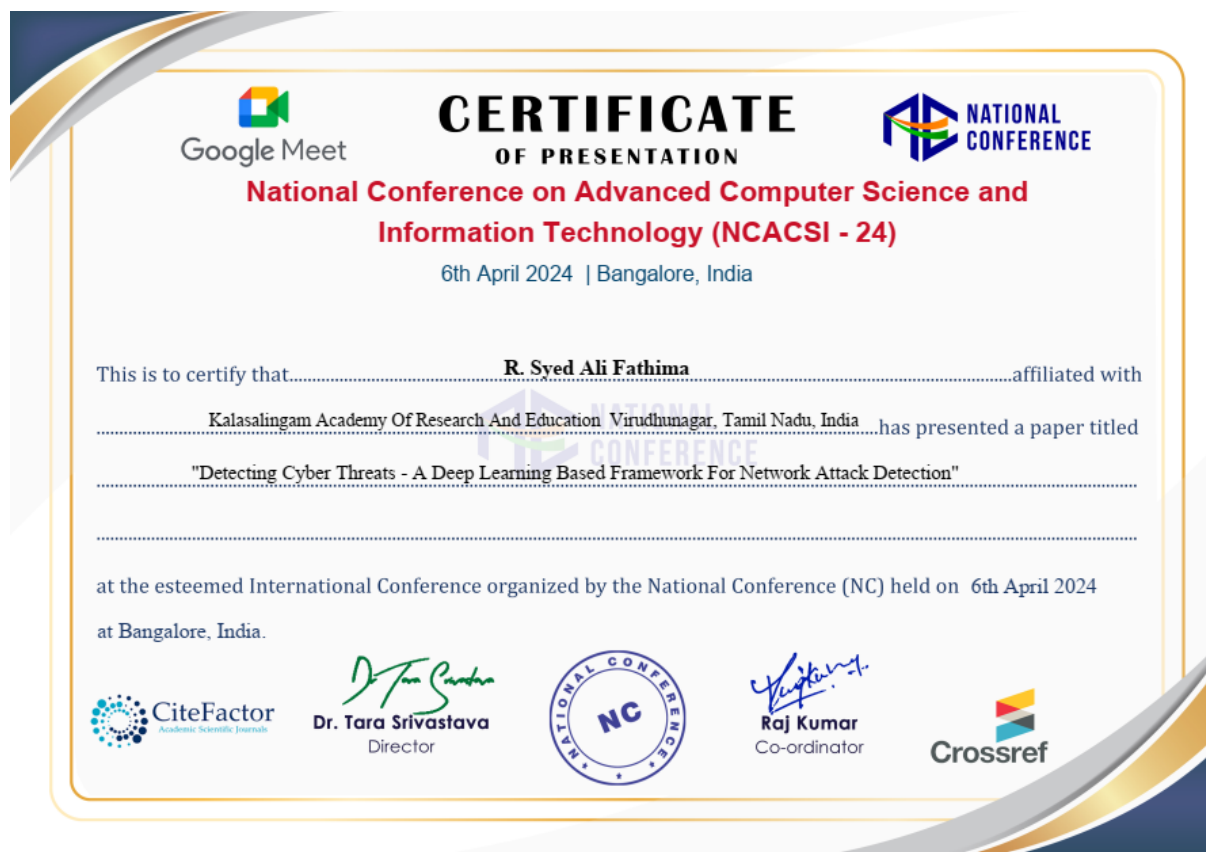 Google Meet
CERTIFICATE
OF PRESENTATION
NATIONAL
CONFERENCE
National Conference on Advanced Computer Science and
Information Technology (NCACSI - 24)
6th April 2024 | Bangalore, India
This is to certify that R. Syed Ali Fathima affiliated with
Kalasalingam Academy Of Research And Education Virudhunagar, Tamil Nadu, India has presented a paper titled
NATIONAL
CONFERENCE
"Detecting Cyber Threats - A Deep Learning Based Framework For Network Attack Detection"
at the esteemed International Conference organized by the National Conference (NC) held on 6th April 2024
at Bangalore, India.
CiteFactor
Academic Scientific Journals
Dr. Tara Srivastava
Director
NATIONAL CONFERENCE
NC
Raj Kumar
Co-ordinator
Crossref